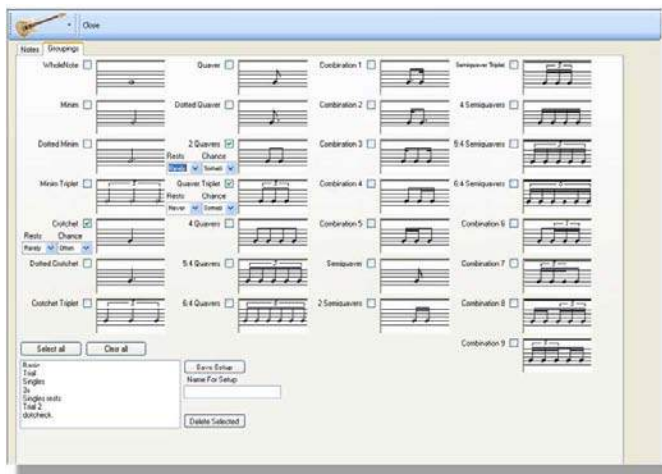 Close
Notes Groupings
WholeNote
Minim
Dotted Minim
Minim Triplet
Crotchet
Rests Chance
Rarely Often
Dotted Crotchet
Crotchet Triplet
Quaver
Dotted Quaver
2 Quavers
Rests Chance
Rarely
Quaver Triplet
Rests Chance
Never
4 Quavers
5:4 Quavers
6:4 Quavers
Combination 1
Combination 2
Combination 3
Combination 4
Combination 5
Semiquaver
2 Semiquavers
Semiquaver Triplet
4 Semiquavers
5:4 Semiquavers
6:4 Semiquavers
Combination 6
Combination 7
Combination 8
Combination 9
Select all Clear all
Basic
Trial
Singles
3s
Singles rests
Trial 2
dotcheck
Save Setup
Name For Setup
Delete Selected